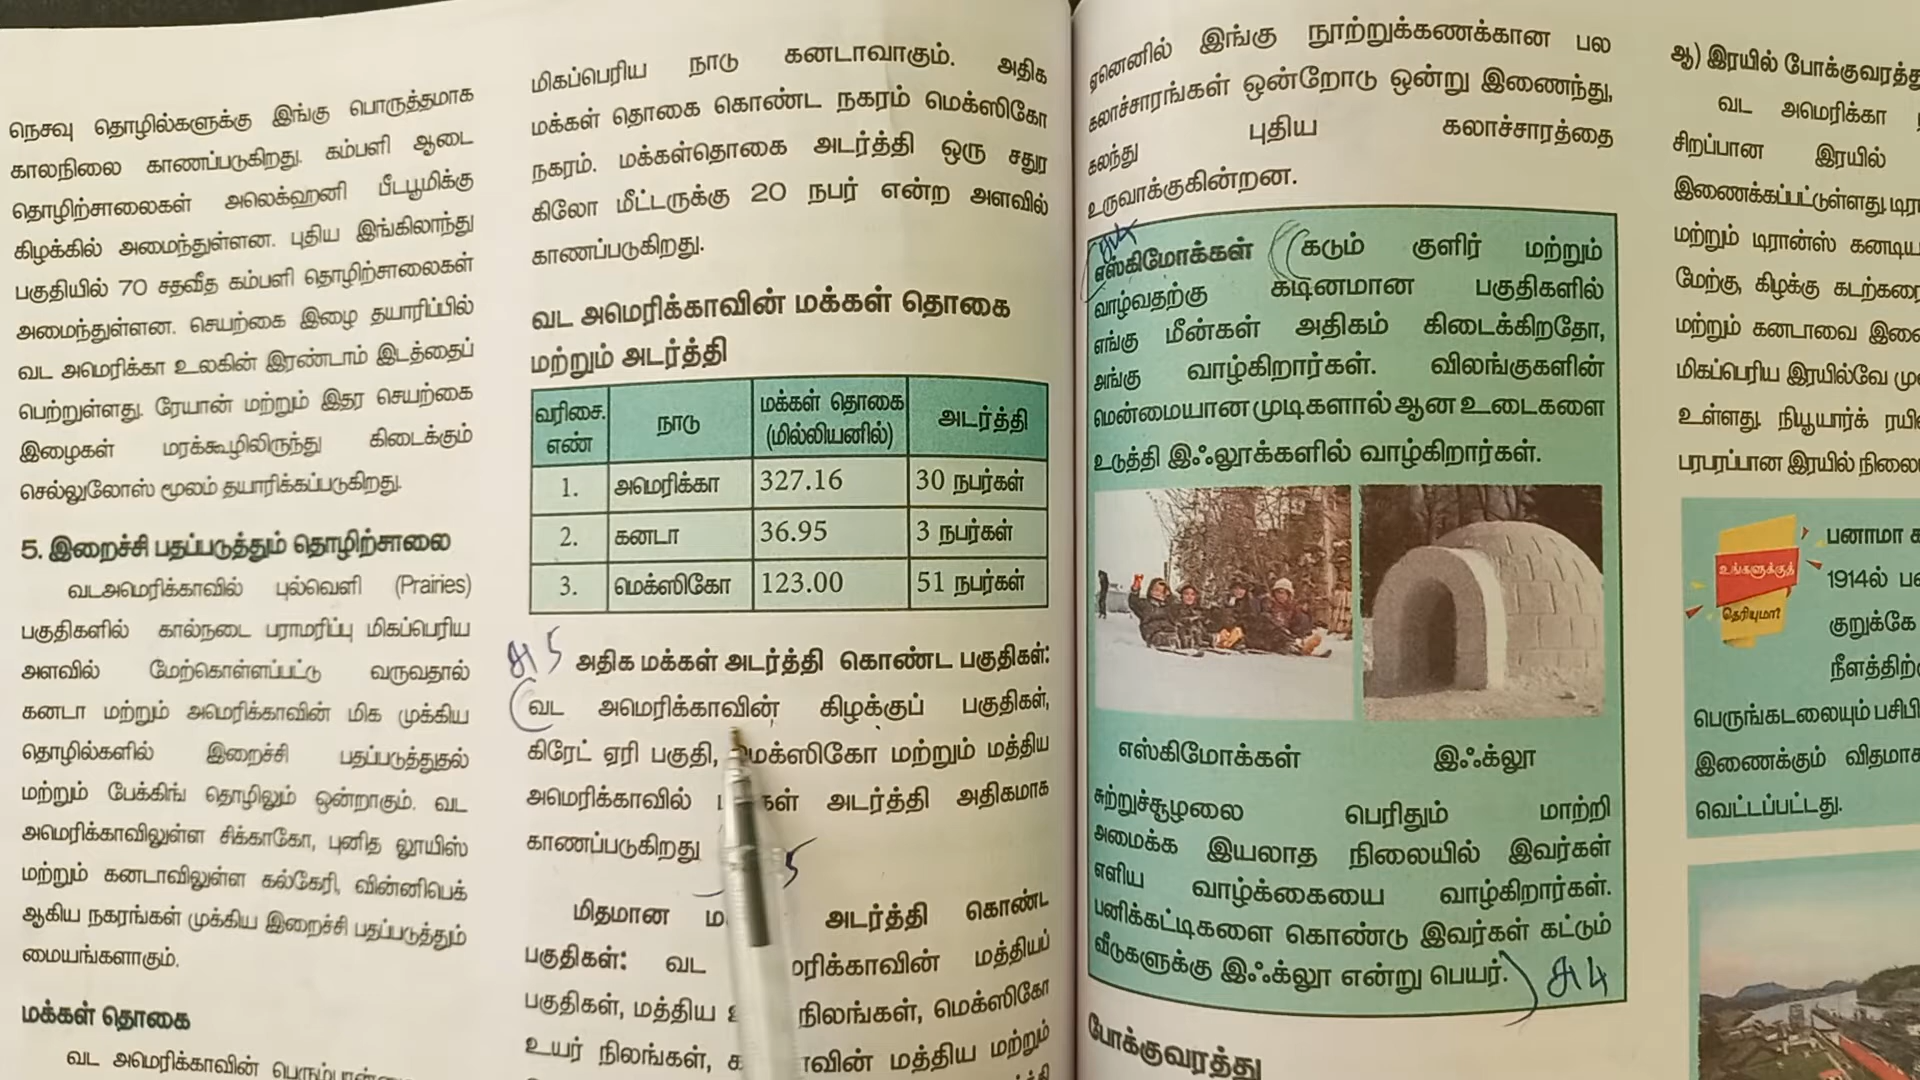 நெசவு தொழில்களுக்கு இங்கு பொருத்தமாக
காலநிலை காணப்படுகிறது. கம்பளி ஆடை
தொழிற்சாலைகள் அலெக்ஹனி பீடபூமிக்கு
கிழக்கில் அமைந்துள்ளன. புதிய இங்கிலாந்து
பகுதியில் 70 சதவீத கம்பளி தொழிற்சாலைகள்
அமைந்துள்ளன. செயற்கை இழை தயாரிப்பில்
வட அமெரிக்கா உலகின் இரண்டாம் இடத்தைப்
பெற்றுள்ளது. ரேயான் மற்றும் இதர செயற்கை
இழைகள் மரக்கூழிலிருந்து கிடைக்கும்
செல்லுலோஸ் மூலம் தயாரிக்கப்படுகிறது.
5. இறைச்சி பதப்படுத்தும் தொழிற்சாலை
வடஅமெரிக்காவில் புல்வெளி (Prairies)
பகுதிகளில் கால்நடை பராமரிப்பு மிகப்பெரிய
அளவில் மேற்கொள்ளப்பட்டு வருவதால்
கனடா மற்றும் அமெரிக்காவின் மிக முக்கிய
தொழில்களில் இறைச்சி பதப்படுத்துதல்
மற்றும் பேக்கிங் தொழிலும் ஒன்றாகும். வட
அமெரிக்காவிலுள்ள சிக்காகோ, புனித லூயிஸ்
மற்றும் கனடாவிலுள்ள கல்கேரி, வின்னிபெக்
ஆகிய நகரங்கள் முக்கிய இறைச்சி பதப்படுத்தும்
மையங்களாகும்.
மக்கள் தொகை
வட அமெரிக்காவின்
மிகப்பெரிய நாடு கனடாவாகும். அதிக
மக்கள் தொகை கொண்ட நகரம் மெக்ஸிகோ
நகரம். மக்கள்தொகை அடர்த்தி ஒரு சதுர
கிலோ மீட்டருக்கு 20 நபர் என்ற அளவில்
காணப்படுகிறது.
வட அமெரிக்காவின் மக்கள் தொகை
மற்றும் அடர்த்தி
வரிசை. எண் நாடு மக்கள் தொகை (மில்லியனில்) அடர்த்தி
1. அமெரிக்கா 327.16 30 நபர்கள்
2. கனடா 36.95 3 நபர்கள்
3. மெக்ஸிகோ 123.00 51 நபர்கள்
அ 5 அதிக மக்கள் அடர்த்தி கொண்ட பகுதிகள்:
வட அமெரிக்காவின் கிழக்குப் பகுதிகள்,
கிரேட் ஏரி பகுதி, மெக்ஸிகோ மற்றும் மத்திய
அமெரிக்காவில் அடர்த்தி அதிகமாக
காணப்படுகிறது
5
மிதமான அடர்த்தி கொண்ட
பகுதிகள்: வட மத்தியப்
பகுதிகள், மத்திய நிலங்கள், மெக்ஸிகோ
உயர் நிலங்கள், மத்திய மற்றும்
ஏனெனில் இங்கு நூற்றுக்கணக்கான பல
கலாச்சாரங்கள் ஒன்றோடு ஒன்று இணைந்து,
கலந்து புதிய கலாச்சாரத்தை
உருவாக்குகின்றன.
எஸ்கிமோக்கள் கடும் குளிர் மற்றும்
வாழ்வதற்கு கடினமான பகுதிகளில்
எங்கு மீன்கள் அதிகம் கிடைக்கிறதோ,
அங்கு வாழ்கிறார்கள். விலங்குகளின்
மென்மையான முடிகளால் ஆன உடைகளை
உடுத்தி இஃலூக்களில் வாழ்கிறார்கள்.
எஸ்கிமோக்கள் இஃக்லூ
சுற்றுச்சூழலை பெரிதும் மாற்றி
அமைக்க இயலாத நிலையில் இவர்கள்
எளிய வாழ்க்கையை வாழ்கிறார்கள்.
பனிக்கட்டிகளை கொண்டு இவர்கள் கட்டும்
வீடுகளுக்கு இஃக்லூ என்று பெயர்.
அ4
போக்குவரத்து
ஆ) இரயில் போக்குவரத்து
வட அமெரிக்கா
சிறப்பான இரயில்
இணைக்கப்பட்டுள்ளது.
மற்றும் டிரான்ஸ்
மேற்கு, கிழக்கு
மற்றும் கனடாவை
மிகப்பெரிய இரயில்வே
உள்ளது. நியூயார்க்
பரபரப்பான இரயில்
உங்களுக்குத்
தெரியுமா?
பனாமா
1914ல்
குறுக்கே
பெருங்கடலையும்
இணைக்கும்
வெட்டப்பட்டது.